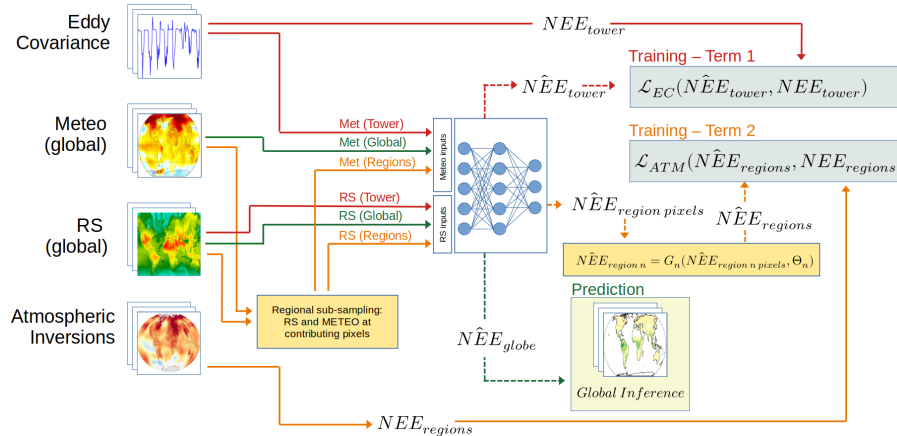 Eddy
Covariance
NEE_tower
Training – Term 1
NÊE_tower
L_EC(NÊE_tower, NEE_tower)
Meteo
(global)
Met (Tower)
Met (Global)
Met (Regions)
Meteo inputs
Training – Term 2
L_ATM(NÊE_regions, NEE_regions
RS
(global)
RS (Tower)
RS (Global)
RS (Regions)
RS inputs
NÊE_region pixels
NÊE_regions
NÊE_region n = G_n(NÊE_region n pixels, Θ_n)
Atmospheric
Inversions
Regional sub-sampling:
RS and METEO at
contributing pixels
NÊE_globe
Prediction
Global Inference
NEE_regions